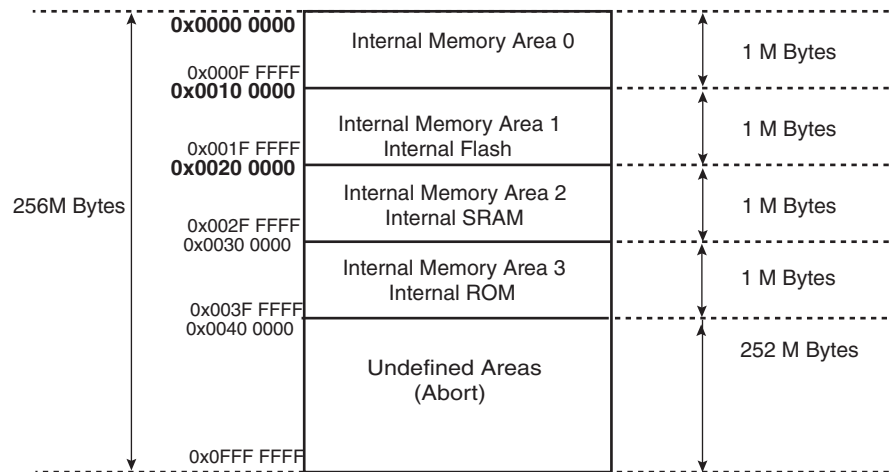 0x0000 0000
Internal Memory Area 0
1 M Bytes
0x000F FFFF
0x0010 0000
Internal Memory Area 1
Internal Flash
1 M Bytes
0x001F FFFF
0x0020 0000
256M Bytes
Internal Memory Area 2
Internal SRAM
1 M Bytes
0x002F FFFF
0x0030 0000
Internal Memory Area 3
Internal ROM
1 M Bytes
0x003F FFFF
0x0040 0000
252 M Bytes
Undefined Areas
(Abort)
0x0FFF FFFF